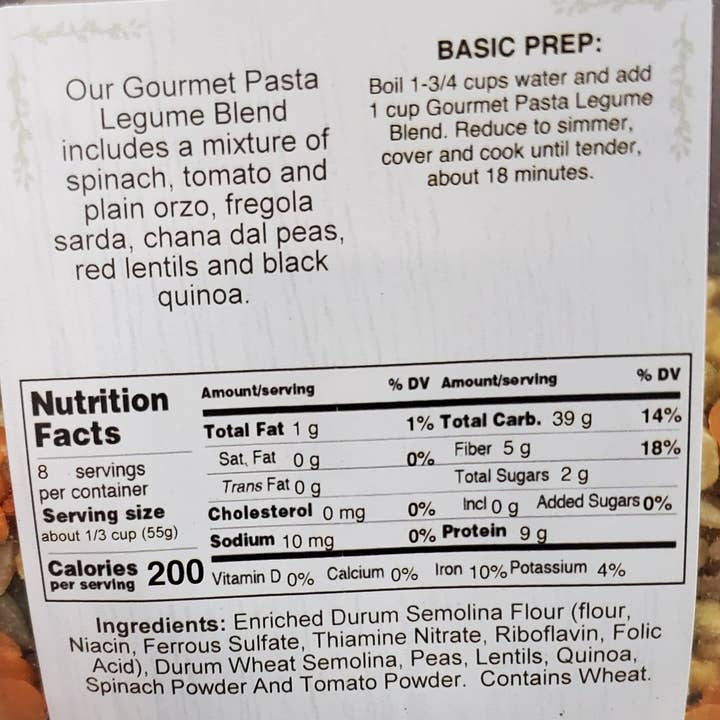 Our Gourmet Pasta
Legume Blend
includes a mixture of
spinach, tomato and
plain orzo, fregola
sarda, chana dal peas,
red lentils and black
quinoa.
BASIC PREP:
Boil 1-3/4 cups water and add
1 cup Gourmet Pasta Legume
Blend. Reduce to simmer,
cover and cook until tender,
about 18 minutes.
Nutrition
Facts
8 servings
per container
Serving size
about 1/3 cup (55g)
Calories
per serving 200
Amount/serving % DV Amount/serving % DV
Total Fat 1 g 1% Total Carb. 39 g 14%
Sat. Fat 0 g 0% Fiber 5 g 18%
Trans Fat 0 g Total Sugars 2 g
Cholesterol 0 mg 0% Incl 0 g Added Sugars 0%
Sodium 10 mg 0% Protein 9 g
Vitamin D 0% Calcium 0% Iron 10% Potassium 4%
Ingredients: Enriched Durum Semolina Flour (flour,
Niacin, Ferrous Sulfate, Thiamine Nitrate, Riboflavin, Folic
Acid), Durum Wheat Semolina, Peas, Lentils, Quinoa,
Spinach Powder And Tomato Powder. Contains Wheat.